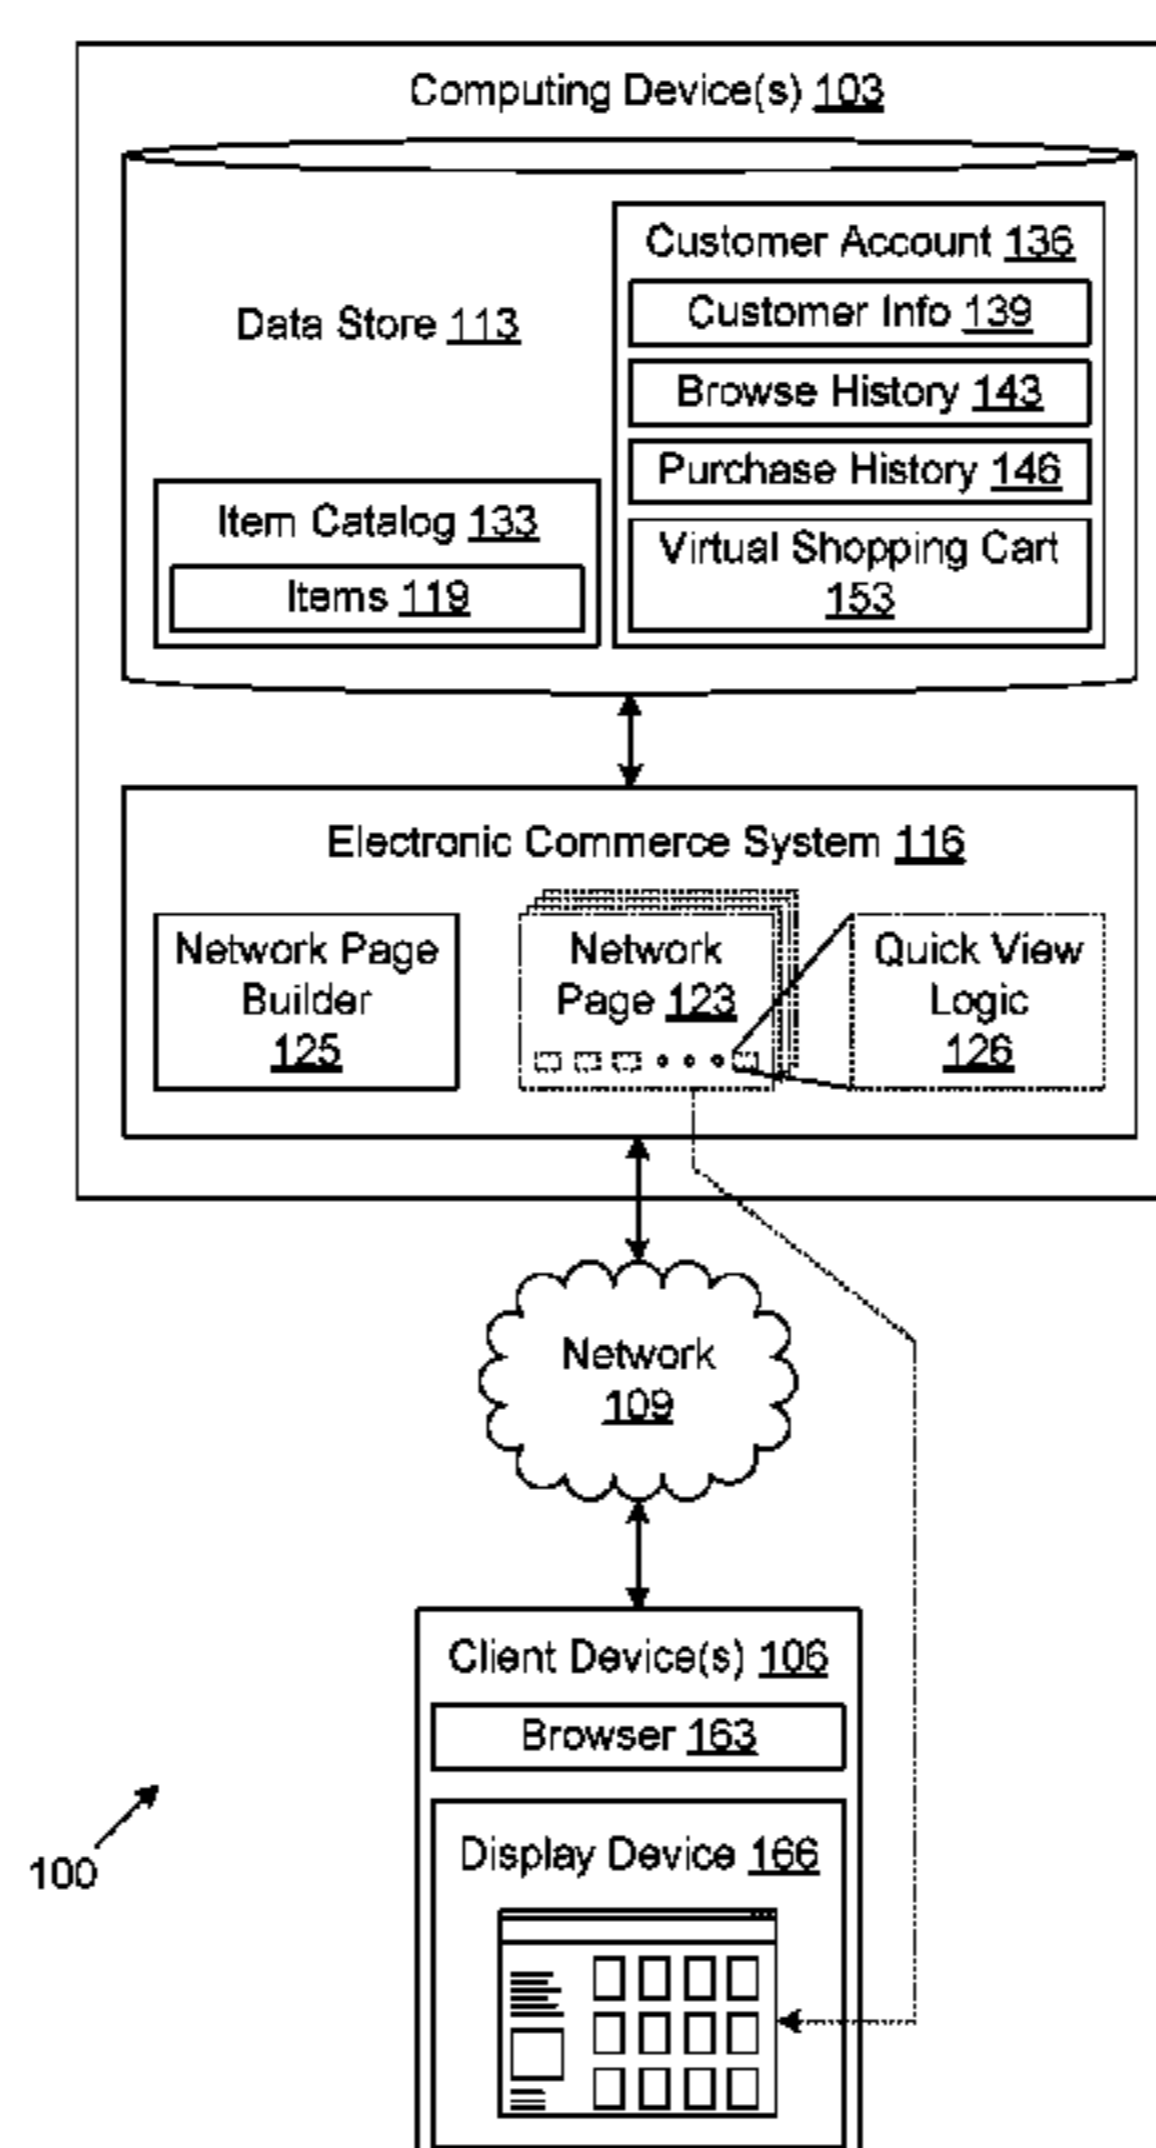 Computing Device(s) 103
Customer Account 136
Customer Info 139
Data Store 113
Browse History 143
Purchase History 146
Item Catalog 133
Virtual Shopping Cart
153
Items 119
Electronic Commerce System 116
Network Page
Builder
125
Network
Page 123
Quick View
Logic
126
Network
109
Client Device(s) 106
Browser 163
Display Device 166
100